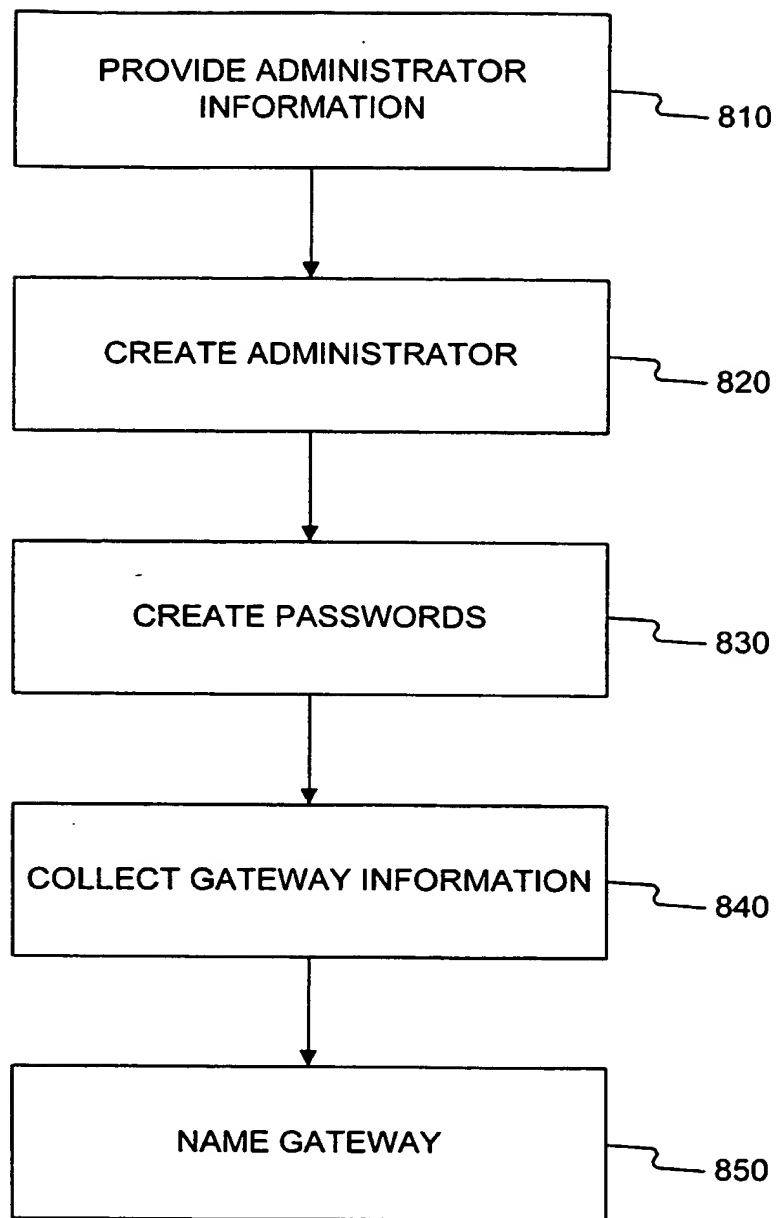 PROVIDE ADMINISTRATOR
INFORMATION
810
CREATE ADMINISTRATOR
820
CREATE PASSWORDS
830
COLLECT GATEWAY INFORMATION
840
NAME GATEWAY
850